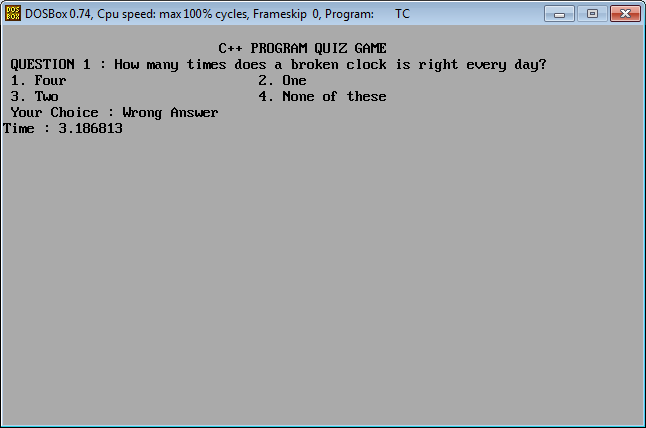 DOSBox 0.74, Cpu speed: max 100% cycles, Frameskip 0, Program: TC
C++ PROGRAM QUIZ GAME
QUESTION 1 : How many times does a broken clock is right every day?
1. Four 2. One
3. Two 4. None of these
Your Choice : Wrong Answer
Time : 3.186813